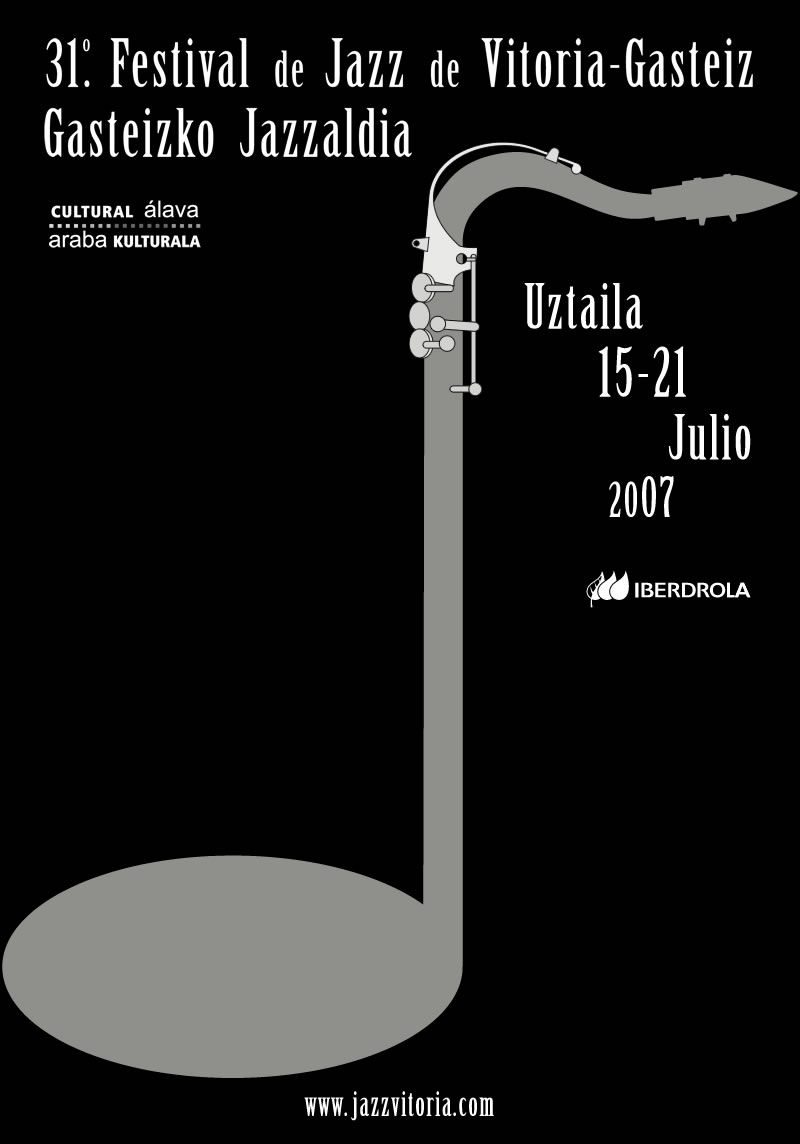 31º. Festival de Jazz de Vitoria-Gasteiz
Gasteizko Jazzaldia
CULTURAL álava
araba KULTURALA
Uztaila
15-21
Julio
2007
IBERDROLA
www.jazzvitoria.com